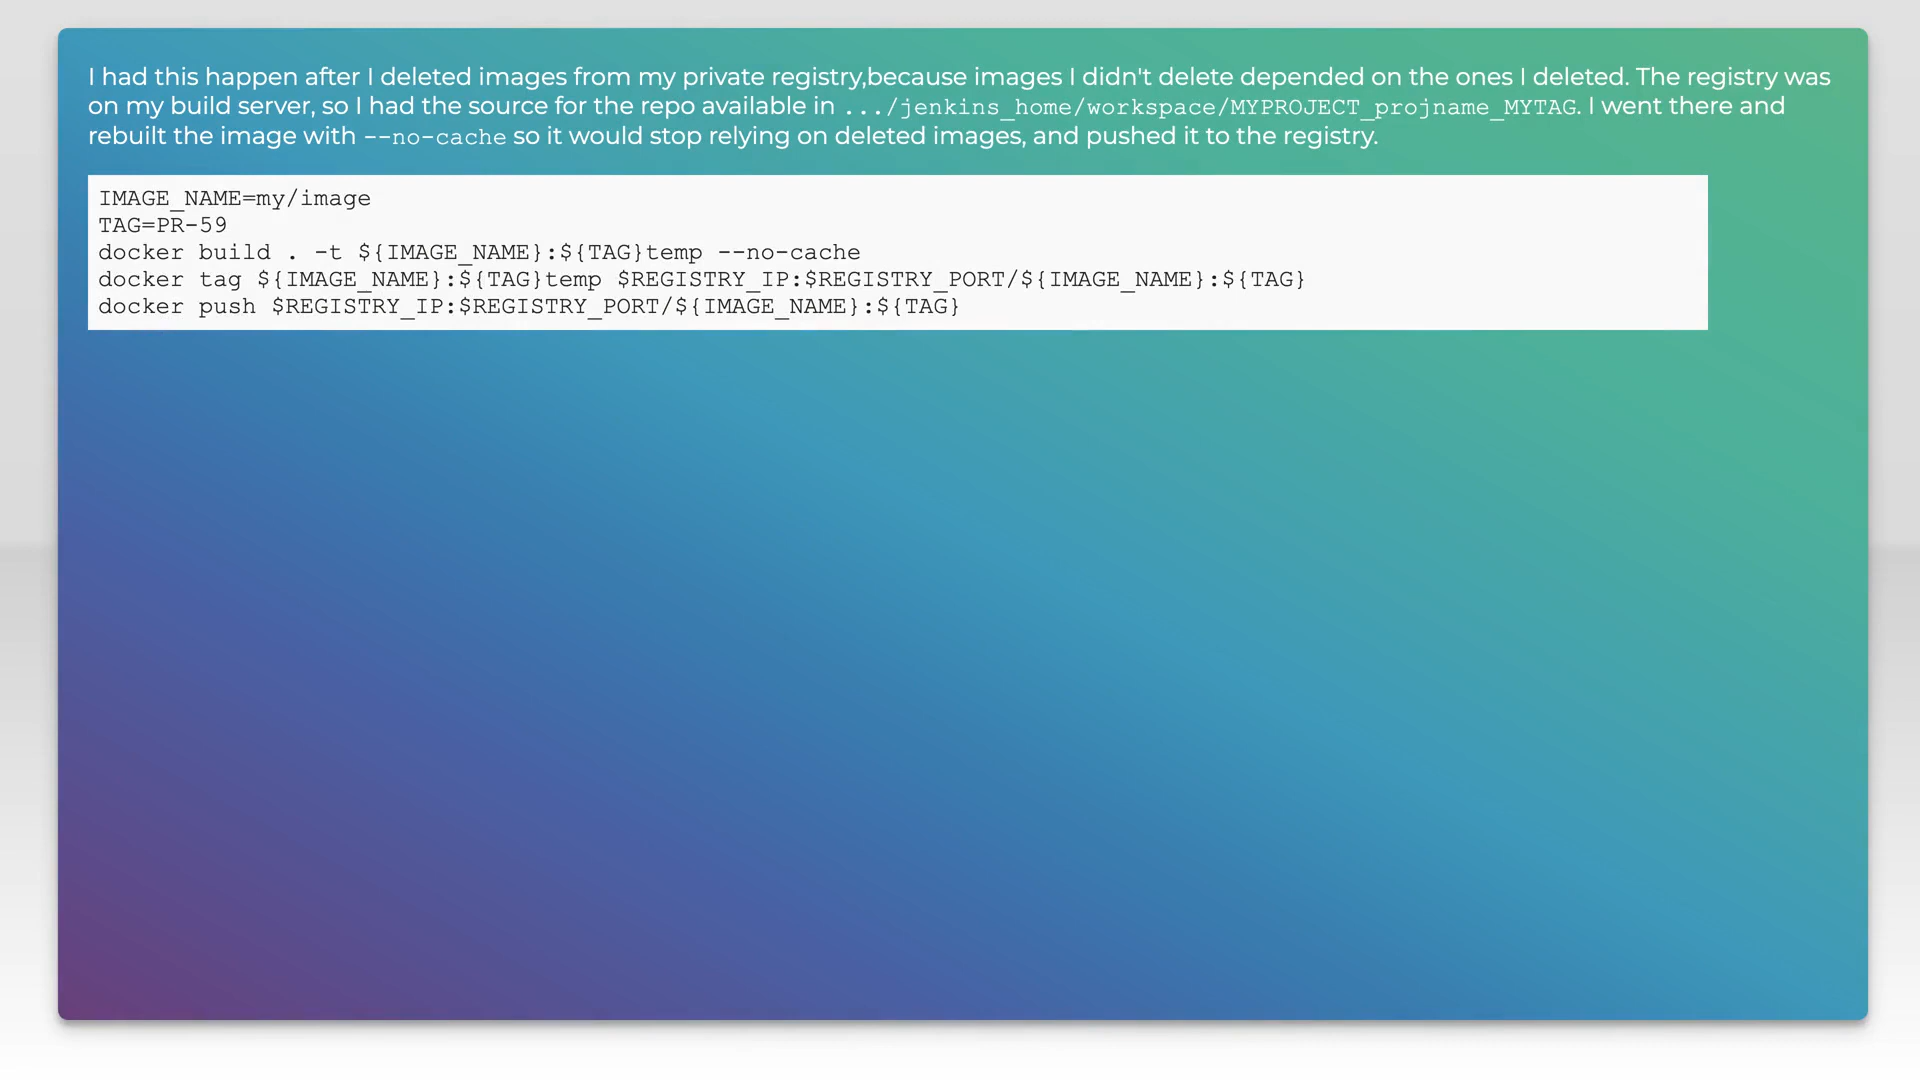 I had this happen after I deleted images from my private registry,because images I didn't delete depended on the ones I deleted. The registry was
on my build server, so I had the source for the repo available in .../jenkins_home/workspace/MYPROJECT_projname_MYTAG. I went there and
rebuilt the image with --no-cache so it would stop relying on deleted images, and pushed it to the registry.
IMAGE_NAME=my/image
TAG=PR-59
docker build . -t ${IMAGE_NAME}:${TAG}temp --no-cache
docker tag ${IMAGE_NAME}:${TAG}temp $REGISTRY_IP:$REGISTRY_PORT/${IMAGE_NAME}:${TAG}
docker push $REGISTRY_IP:$REGISTRY_PORT/${IMAGE_NAME}:${TAG}